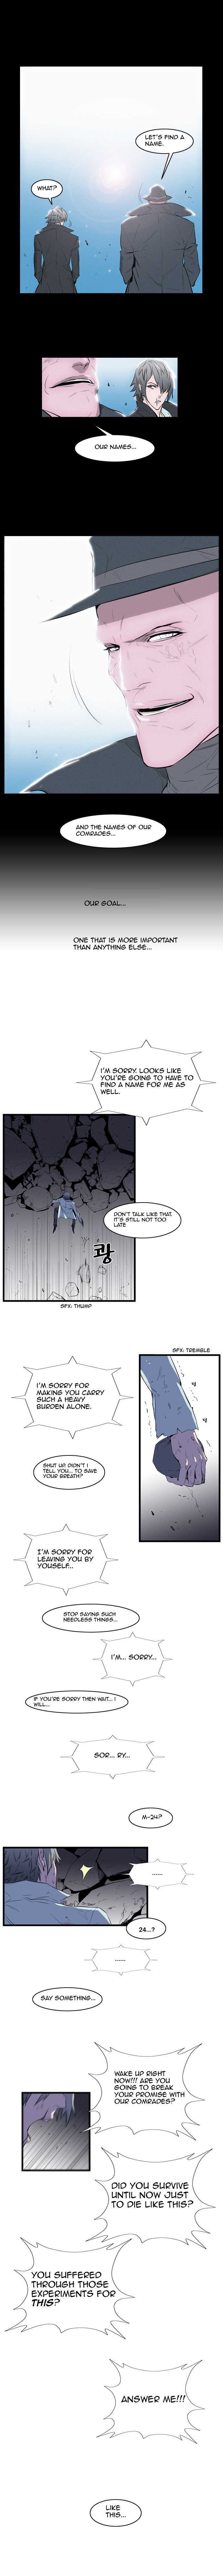 LET'S FIND A
NAME.
WHAT?
OUR NAMES...
AND THE NAMES OF OUR
COMRADES...
OUR GOAL...
ONE THAT IS MORE IMPORTANT
THAN ANYTHING ELSE...
I'M SORRY. LOOKS LIKE
YOU'RE GOING TO HAVE TO
FIND A NAME FOR ME AS
WELL.
DON'T TALK LIKE THAT.
IT'S STILL NOT TOO
LATE
쾅
SFX: THUMP
SFX: TREMBLE
I'M SORRY FOR
MAKING YOU CARRY
SUCH A HEAVY
BURDEN ALONE.
SHUT UP. DIDN'T I
TELL YOU... TO SAVE
YOUR BREATH?
I'M SORRY FOR
LEAVING YOU BY
YOUSELF...
STOP SAYING SUCH
NEEDLESS THINGS...
I'M... SORRY...
IF YOU'RE SORRY THEN WAIT... I
WILL...
SOR... RY...
M-24?
......
24...?
......
SAY SOMETHING...
WAKE UP RIGHT
NOW!!! ARE YOU
GOING TO BREAK
YOUR PROMISE WITH
OUR COMRADES?
DID YOU SURVIVE
UNTIL NOW JUST
TO DIE LIKE THIS?
YOU SUFFERED
THROUGH THOSE
EXPERIMENTS FOR
THIS?
ANSWER ME!!!
LIKE
THIS...